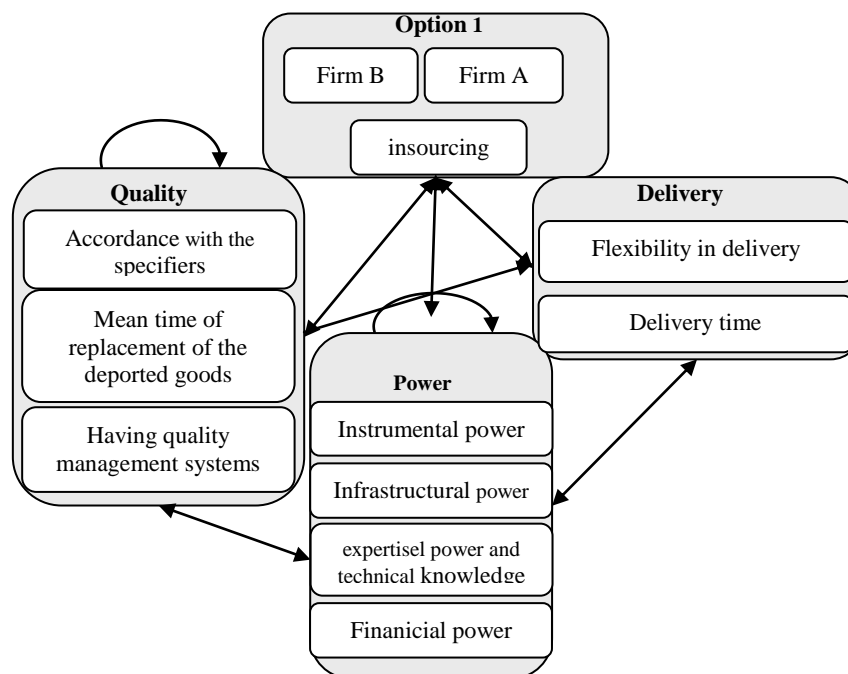 Option 1
Firm B
Firm A
insourcing
Quality
Accordance with the
specifiers
Mean time of
replacement of the
deported goods
Having quality
management systems
Delivery
Flexibility in delivery
Delivery time
Power
Instrumental power
Infrastructural power
expertisel power and
technical knowledge
Finanicial power